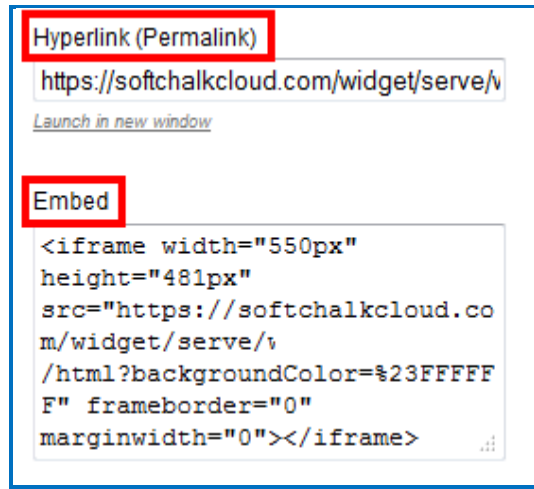 Hyperlink (Permalink)
https://softchalkcloud.com/widget/serve/
Launch in new window
Embed
<iframe width="550px"
height="481px"
src="https://softchalkcloud.co
m/widget/serve/
/html?backgroundColor=%23FFFFF
F" frameborder="0"
marginwidth="0"></iframe>